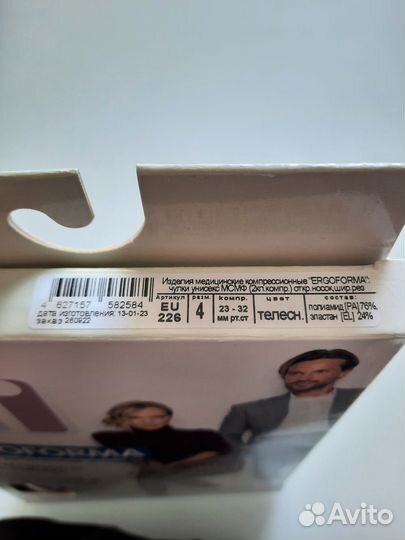 Изделия медицинские компрессионные "ERGOFORMA":
чулки унисекс МСМФ (2кл.компр.) откр.носок,шир.рез
4 627157 582584
дата изготовления: 13-01-23
заказ 260922
Артикул разм. компр. цвет состав:
EU 226 4 23 - 32 мм рт.ст телесн. полиамид [PA] 76%,
эластан [EL] 24%
GOFORMA
Avito